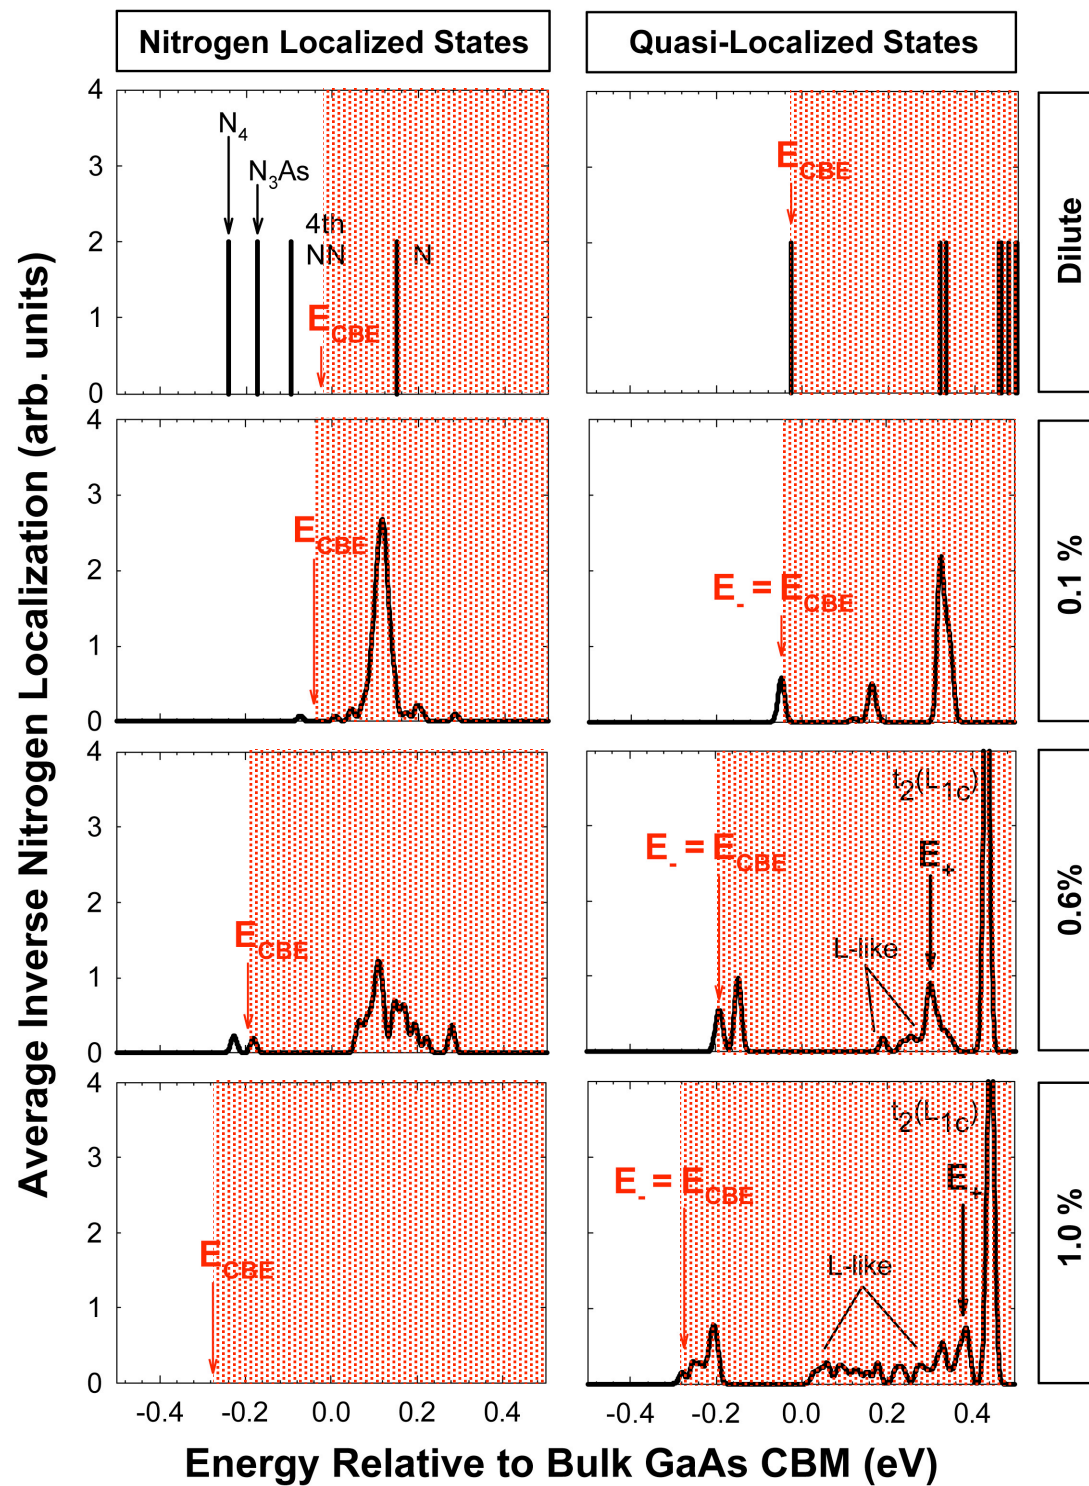 Nitrogen Localized States
Quasi-Localized States
Average Inverse Nitrogen Localization (arb. units)
4
3
2
1
0
N4
N3As
4th
NN
N
ECBE
ECBE
Dilute
4
3
2
1
0
ECBE
E- = ECBE
0.1 %
4
3
2
1
0
ECBE
E- = ECBE
t2(L1c)
E+
L-like
0.6%
4
3
2
1
0
ECBE
E- = ECBE
t2(L1c)
E+
L-like
1.0 %
-0.4 -0.2 0.0 0.2 0.4
-0.4 -0.2 0.0 0.2 0.4
Energy Relative to Bulk GaAs CBM (eV)